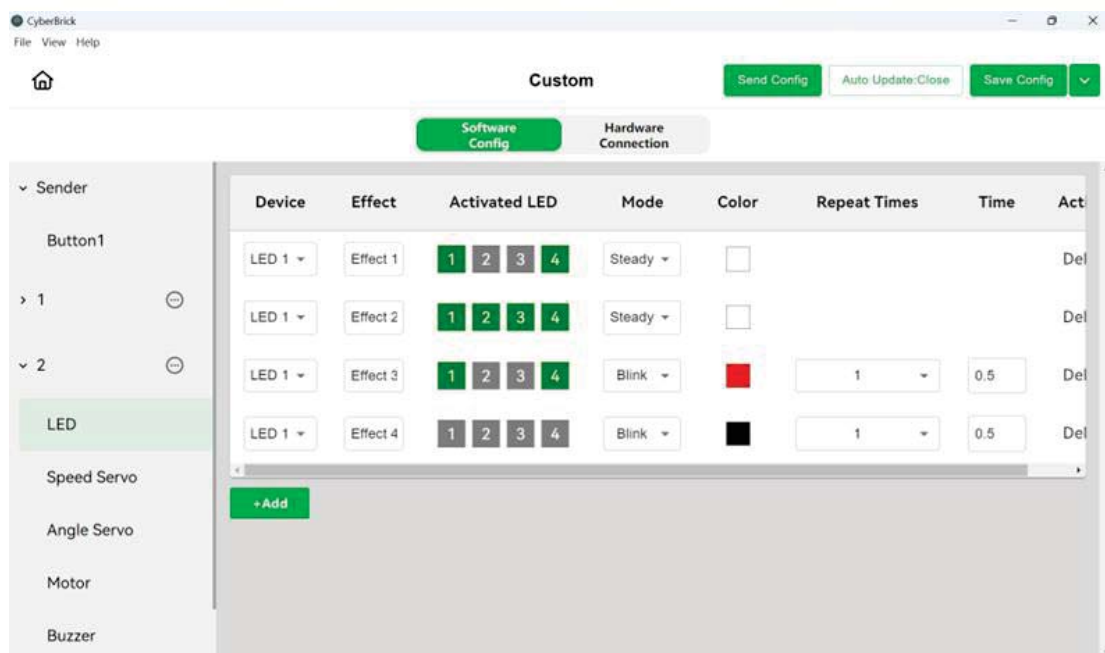 CyberBrick
File View Help
Custom
Send Config
Auto Update:Close
Save Config
Software
Config
Hardware
Connection
Sender
Button1
1
2
LED
Speed Servo
Angle Servo
Motor
Buzzer
Device Effect Activated LED Mode Color Repeat Times Time Acti
LED 1 Effect 1 1 2 3 4 Steady Del
LED 1 Effect 2 1 2 3 4 Steady Del
LED 1 Effect 3 1 2 3 4 Blink 1 0.5 Del
LED 1 Effect 4 1 2 3 4 Blink 1 0.5 Del
+Add